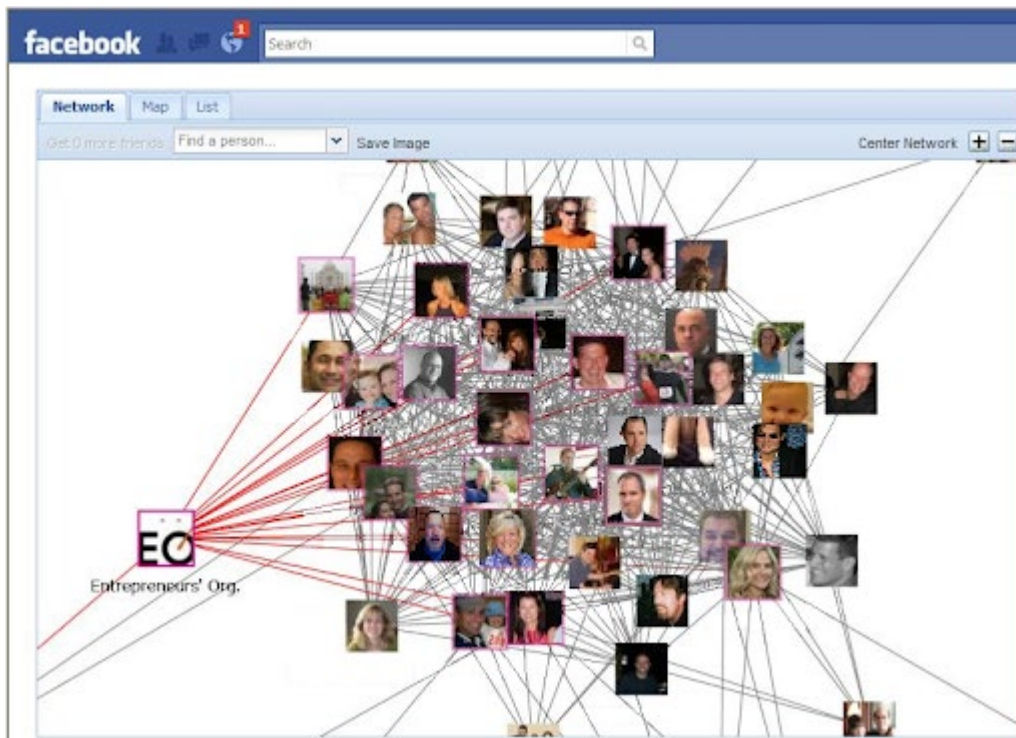 facebook
1
Search
Network
Map
List
Get 0 more friends
Find a person...
Save Image
Center Network
+
-
EO
Entrepreneurs' Org.